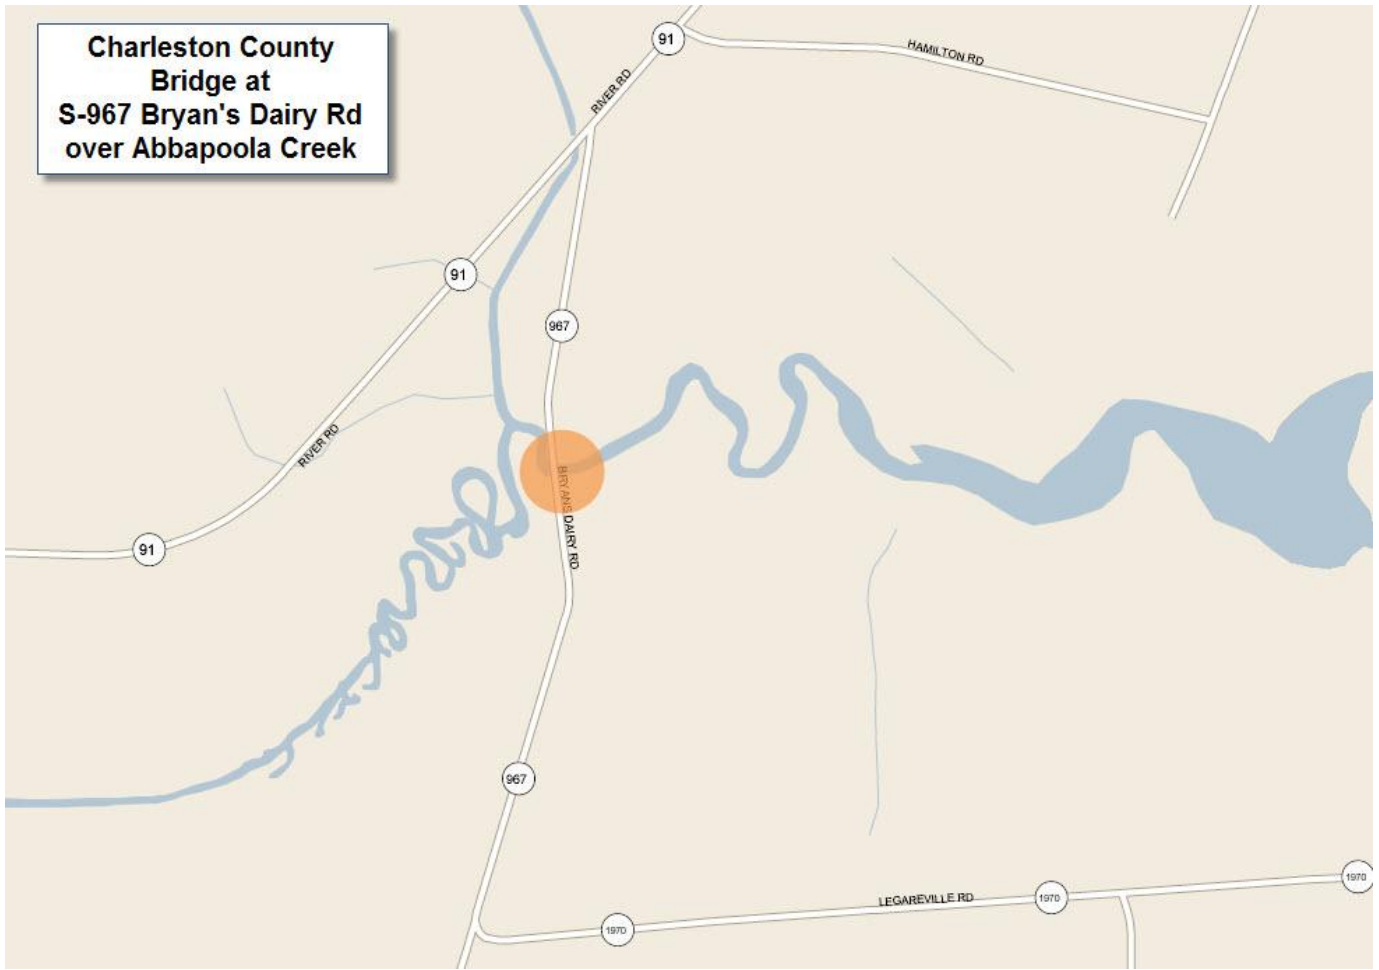 Charleston County
Bridge at
S-967 Bryan's Dairy Rd
over Abbapoola Creek
91
HAMILTON RD
RIVER RD
91
967
RIVER RD
BRYANS DAIRY RD
91
967
1970
LEGAREVILLE RD
1970
1970